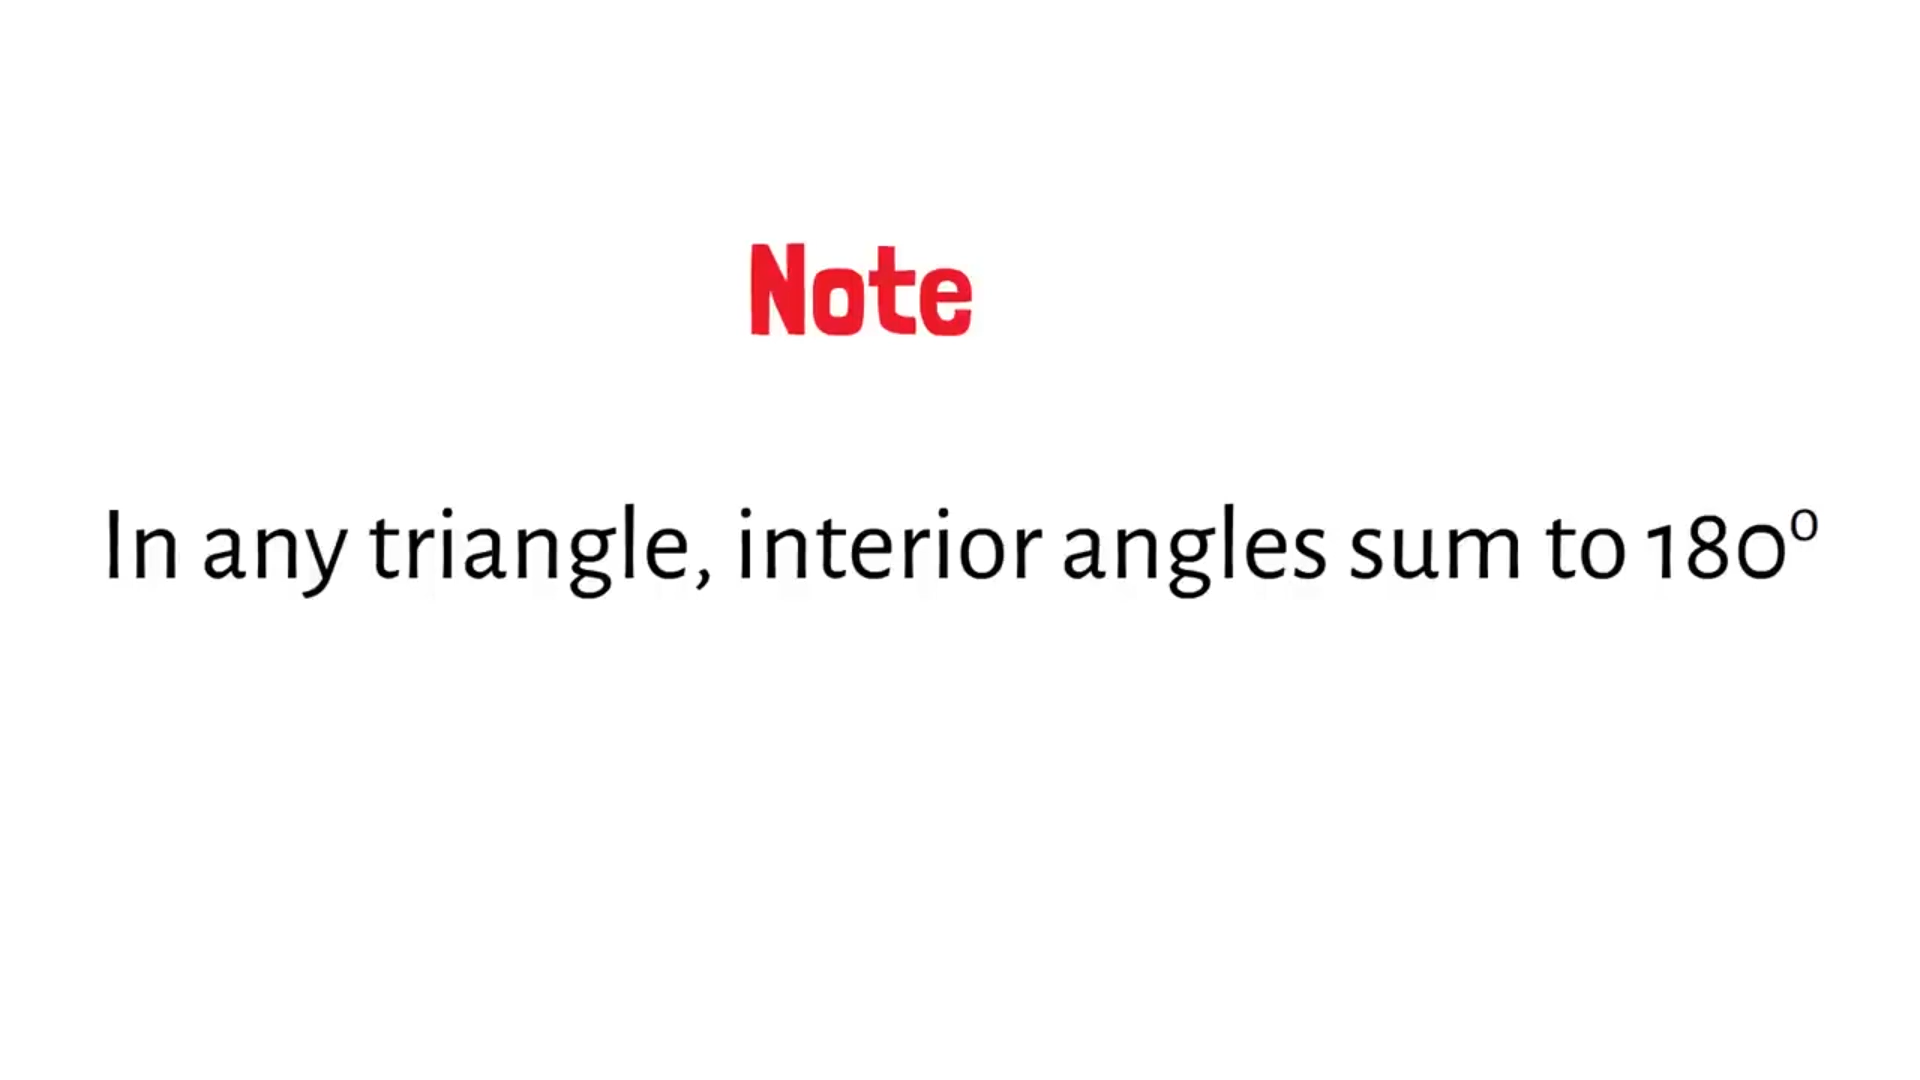 Note
In any triangle, interior angles sum to 180⁰